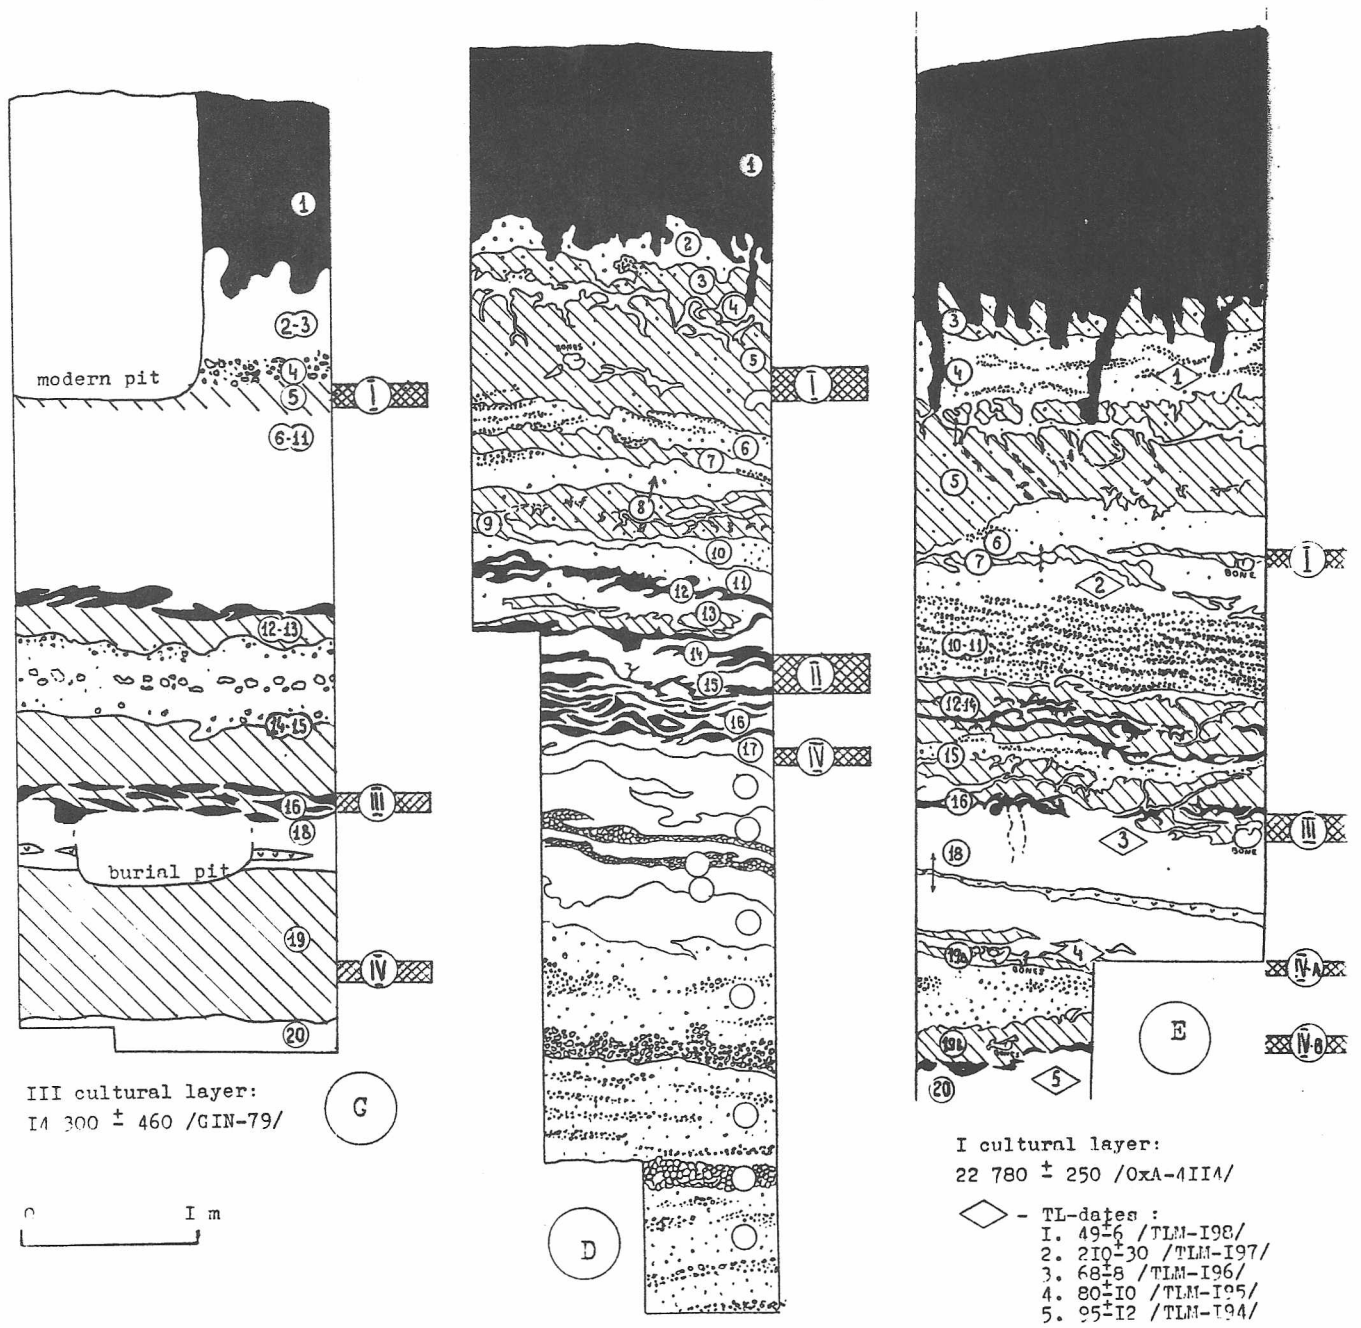 1
2-3
4
modern pit
5
I
6-11
12-13
14-15
16
III
18
burial pit
19
IV
20
III cultural layer:
I4 300 ± 460 /GIN-79/
G
I m
1
2
3
4
BONES
5
I
6
7
8
9
10
11
12
13
14
15
II
16
17
IV
D
3
4
1
5
6
7
I
BONE
2
10-11
12-14
15
16
3
III
BONE
18
19a
BONES
4
IV-A
E
19b
BONES
IV-B
20
5
I cultural layer:
22 780 ± 250 /OxA-4II4/
- TL-dates :
I. 49±6 /TLM-I98/
2. 2I0±30 /TLM-I97/
3. 68±8 /TLM-I96/
4. 80±I0 /TLM-I95/
5. 95±I2 /TLM-I94/